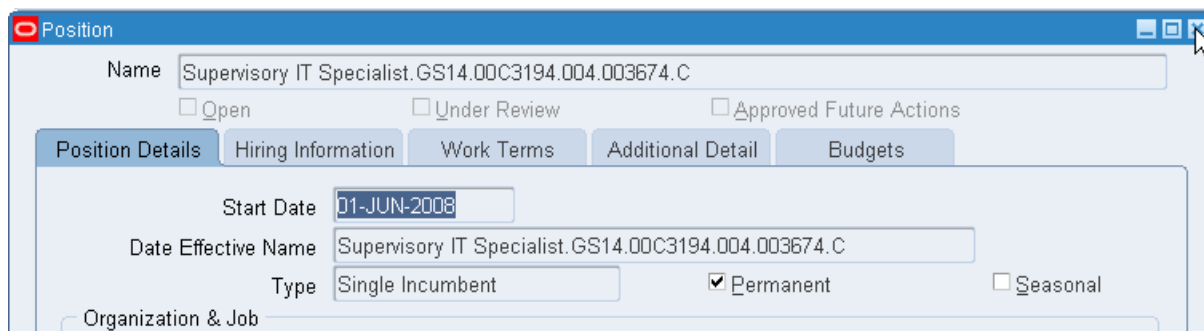 Position
Name Supervisory IT Specialist.GS14.00C3194.004.003674.C
Open Under Review Approved Future Actions
Position Details Hiring Information Work Terms Additional Detail Budgets
Start Date 01-JUN-2008
Date Effective Name Supervisory IT Specialist.GS14.00C3194.004.003674.C
Type Single Incumbent Permanent Seasonal
Organization & Job